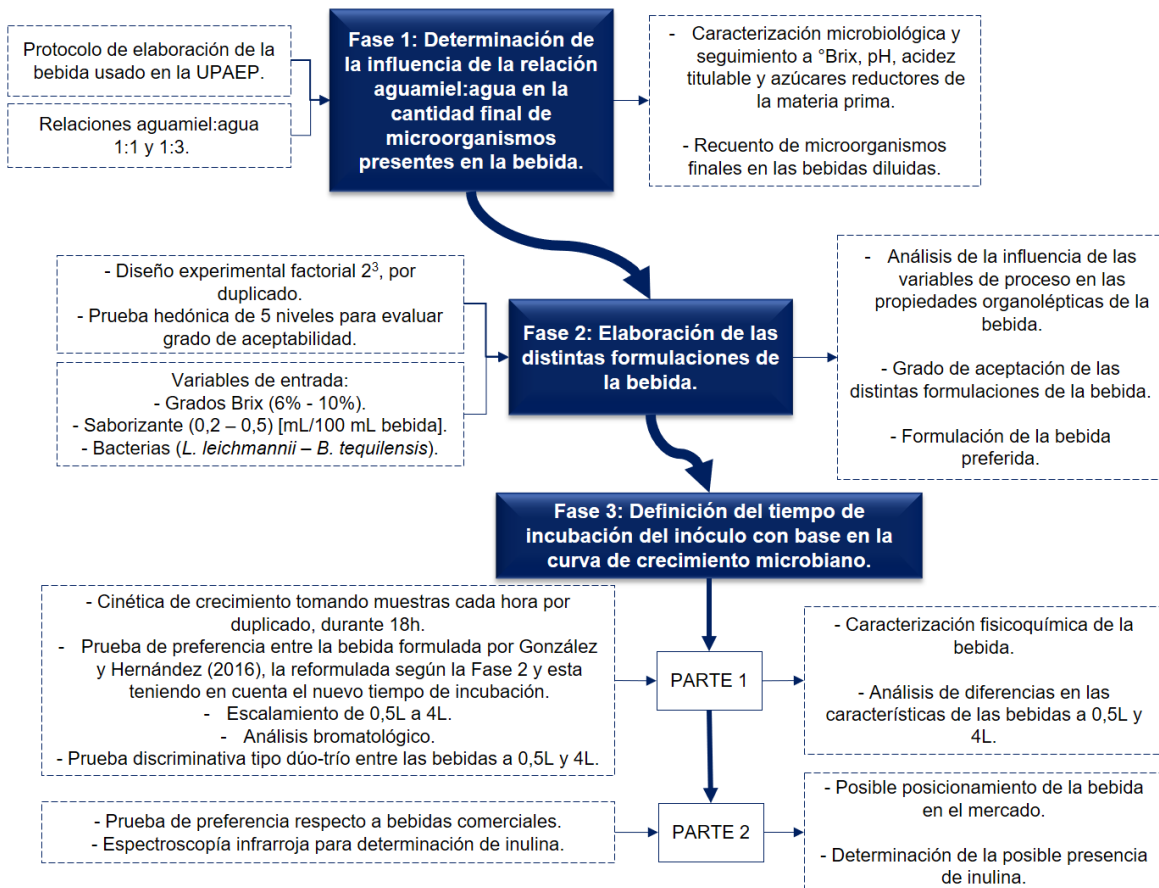 Protocolo de elaboración de la
bebida usado en la UPAEP.
Relaciones aguamiel:agua
1:1 y 1:3.
Fase 1: Determinación de
la influencia de la relación
aguamiel:agua en la
cantidad final de
microorganismos
presentes en la bebida.
- Caracterización microbiológica y
seguimiento a °Brix, pH, acidez
titulable y azúcares reductores de
la materia prima.
- Recuento de microorganismos
finales en las bebidas diluidas.
- Diseño experimental factorial 2³, por
duplicado.
- Prueba hedónica de 5 niveles para evaluar
grado de aceptabilidad.
Variables de entrada:
- Grados Brix (6% - 10%).
- Saborizante (0,2 – 0,5) [mL/100 mL bebida].
- Bacterias (L. leichmannii – B. tequilensis).
Fase 2: Elaboración de las
distintas formulaciones de
la bebida.
- Análisis de la influencia de las
variables de proceso en las
propiedades organolépticas de la
bebida.
- Grado de aceptación de las
distintas formulaciones de la bebida.
- Formulación de la bebida
preferida.
Fase 3: Definición del tiempo de
incubación del inóculo con base en la
curva de crecimiento microbiano.
- Cinética de crecimiento tomando muestras cada hora por
duplicado, durante 18h.
- Prueba de preferencia entre la bebida formulada por González
y Hernández (2016), la reformulada según la Fase 2 y esta
teniendo en cuenta el nuevo tiempo de incubación.
- Escalamiento de 0,5L a 4L.
- Análisis bromatológico.
- Prueba discriminativa tipo dúo-trío entre las bebidas a 0,5L y 4L.
PARTE 1
- Caracterización fisicoquímica de la
bebida.
- Análisis de diferencias en las
características de las bebidas a 0,5L y
4L.
- Prueba de preferencia respecto a bebidas comerciales.
- Espectroscopía infrarroja para determinación de inulina.
PARTE 2
- Posible posicionamiento de la bebida
en el mercado.
- Determinación de la posible presencia
de inulina.